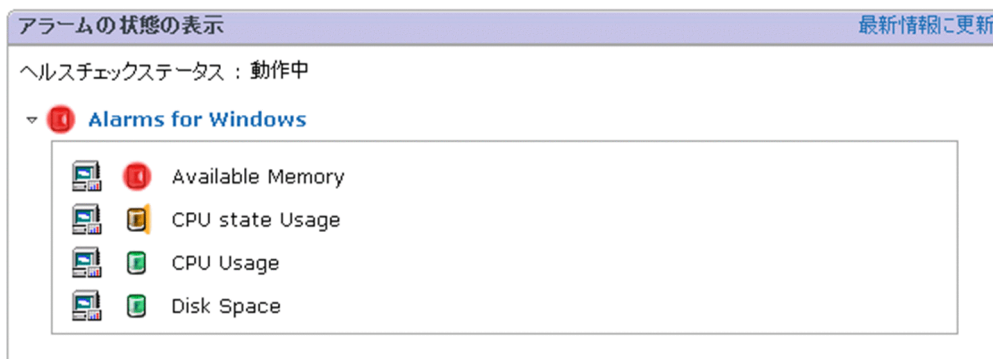 アラームの状態の表示 最新情報に更新
ヘルスチェックステータス : 動作中
Alarms for Windows
Available Memory
CPU state Usage
CPU Usage
Disk Space